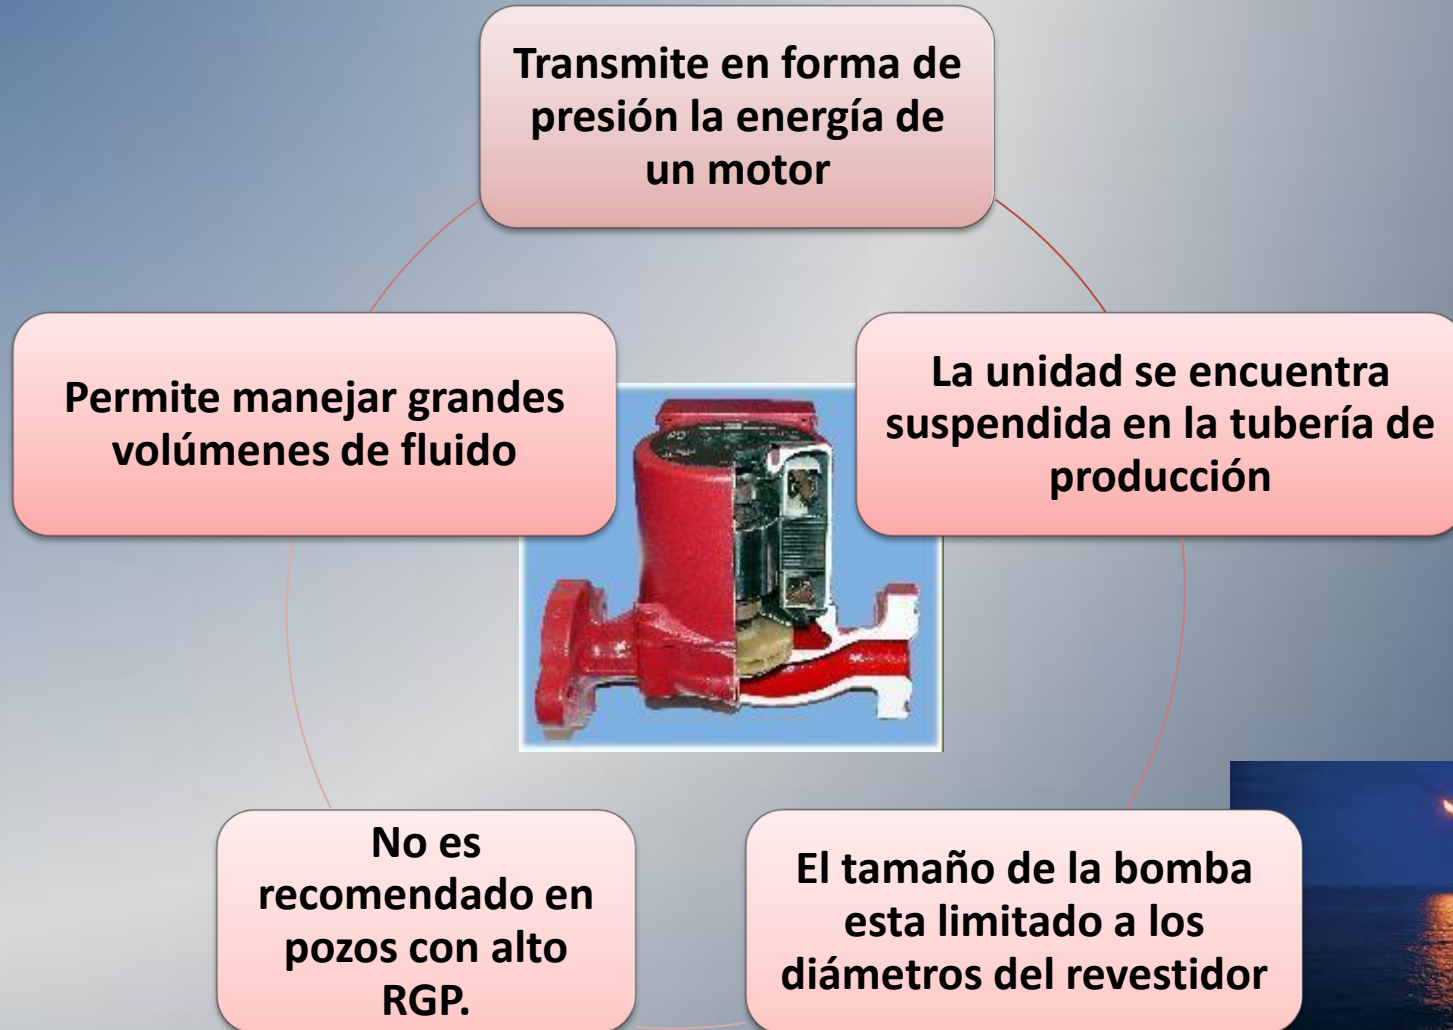 Transmite en forma de
presión la energía de
un motor
La unidad se encuentra
suspendida en la tubería de
producción
El tamaño de la bomba
esta limitado a los
diámetros del revestidor
No es
recomendado en
pozos con alto
RGP.
Permite manejar grandes
volúmenes de fluido